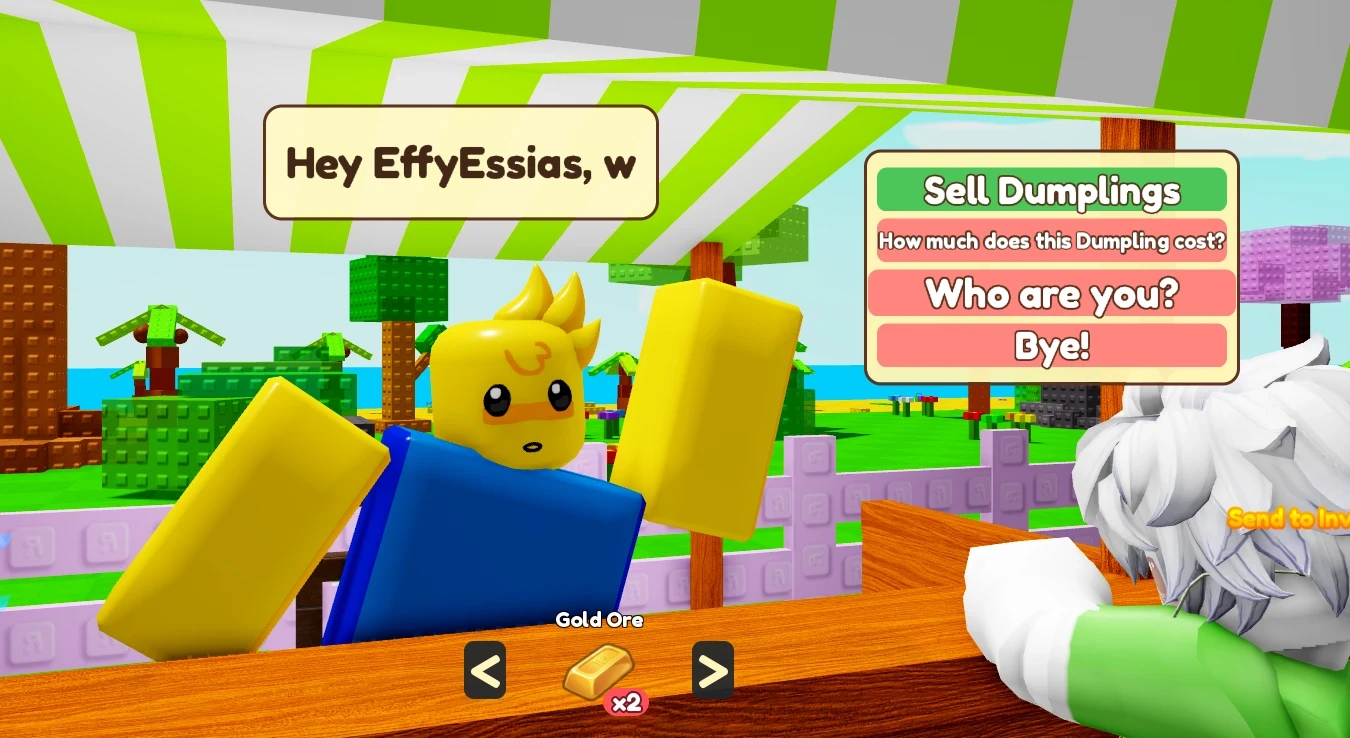 Hey EffyEssias, w
Sell Dumplings
How much does this Dumpling cost?
Who are you?
Bye!
Send to Inv
Gold Ore
<
>
x2